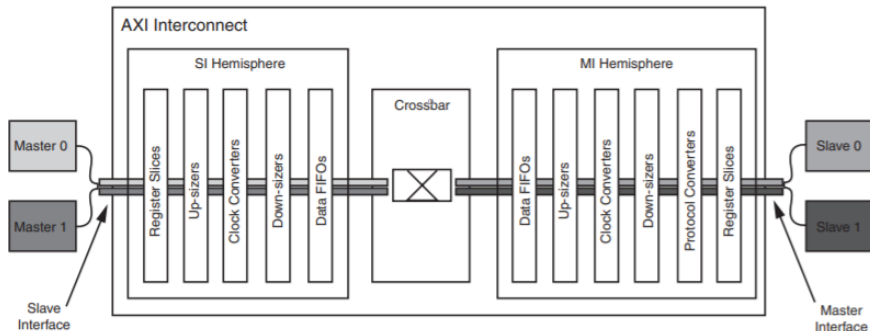 AXI Interconnect
SI Hemisphere
MI Hemisphere
Crossbar
Master 0
Master 1
Register Slices
Up-sizers
Clock Converters
Down-sizers
Data FIFOs
Data FIFOs
Up-sizers
Clock Converters
Down-sizers
Protocol Converters
Register Slices
Slave 0
Slave 1
Slave
Interface
Master
Interface